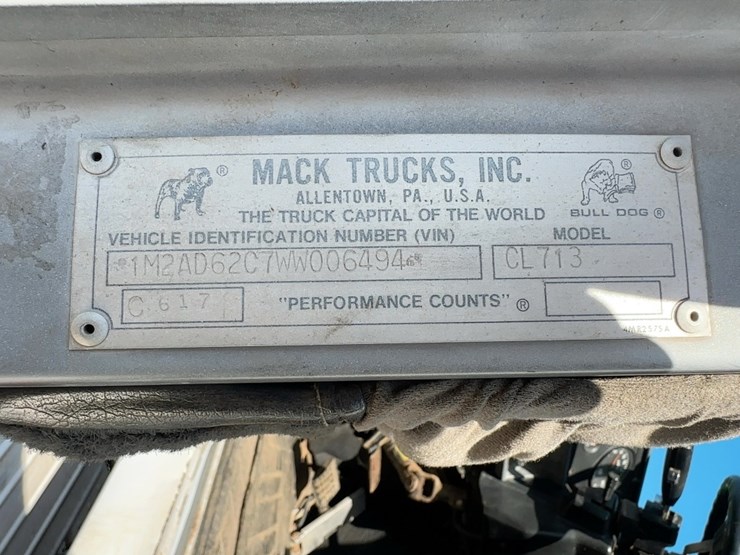 MACK TRUCKS, INC.
ALLENTOWN, PA., U.S.A.
THE TRUCK CAPITAL OF THE WORLD
BULL DOG ®
VEHICLE IDENTIFICATION NUMBER (VIN) MODEL
1M2AD62C7WW006494 CL713
C 617 "PERFORMANCE COUNTS" ®